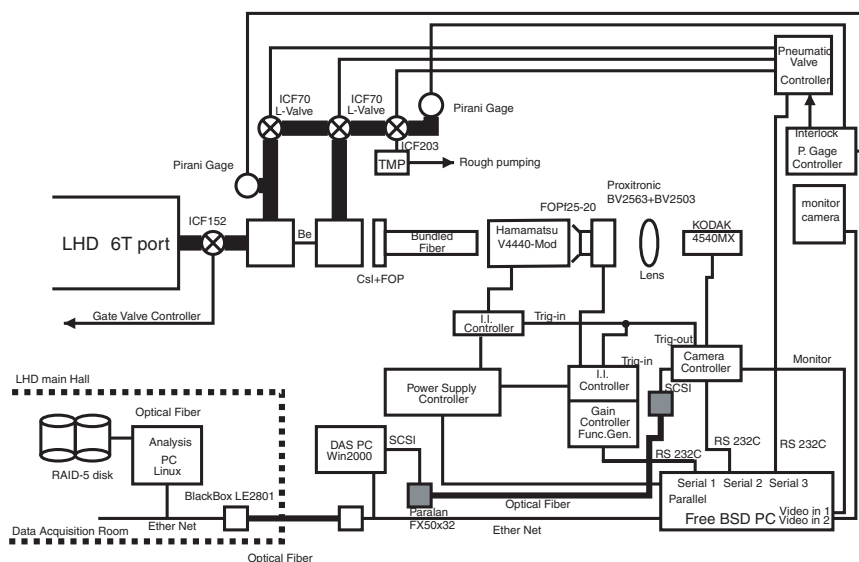 Pneumatic
Valve
Controller
ICF70
L-Valve
ICF70
L-Valve
Pirani Gage
ICF203
Interlock
P. Gage
Controller
Pirani Gage
TMP
Rough pumping
Proxitronic
BV2563+BV2503
FOPf25-20
monitor
camera
ICF152
LHD 6T port
Be
Bundled
Fiber
Hamamatsu
V4440-Mod
KODAK
4540MX
CsI+FOP
Lens
Gate Valve Controller
I.I.
Controller
Trig-in
Trig-out
Trig-in
Camera
Controller
Monitor
LHD main Hall
Power Supply
Controller
I.I.
Controller
SCSI
Optical Fiber
Gain
Controller
Func.Gen.
Analysis
PC
Linux
DAS PC
Win2000
SCSI
RS 232C
RS 232C
RS 232C
RAID-5 disk
BlackBox LE2801
Serial 1 Serial 2 Serial 3
Parallel
Optical Fiber
Paralan
FX50x32
Video in 1
Free BSD PC
Video in 2
Data Acquisition Room
Ether Net
Ether Net
Optical Fiber